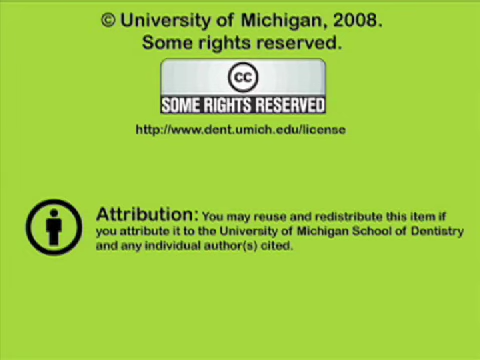 © University of Michigan, 2008.
Some rights reserved.
cc
SOME RIGHTS RESERVED
http://www.dent.umich.edu/license
Attribution: You may reuse and redistribute this item if
you attribute it to the University of Michigan School of Dentistry
and any individual author(s) cited.